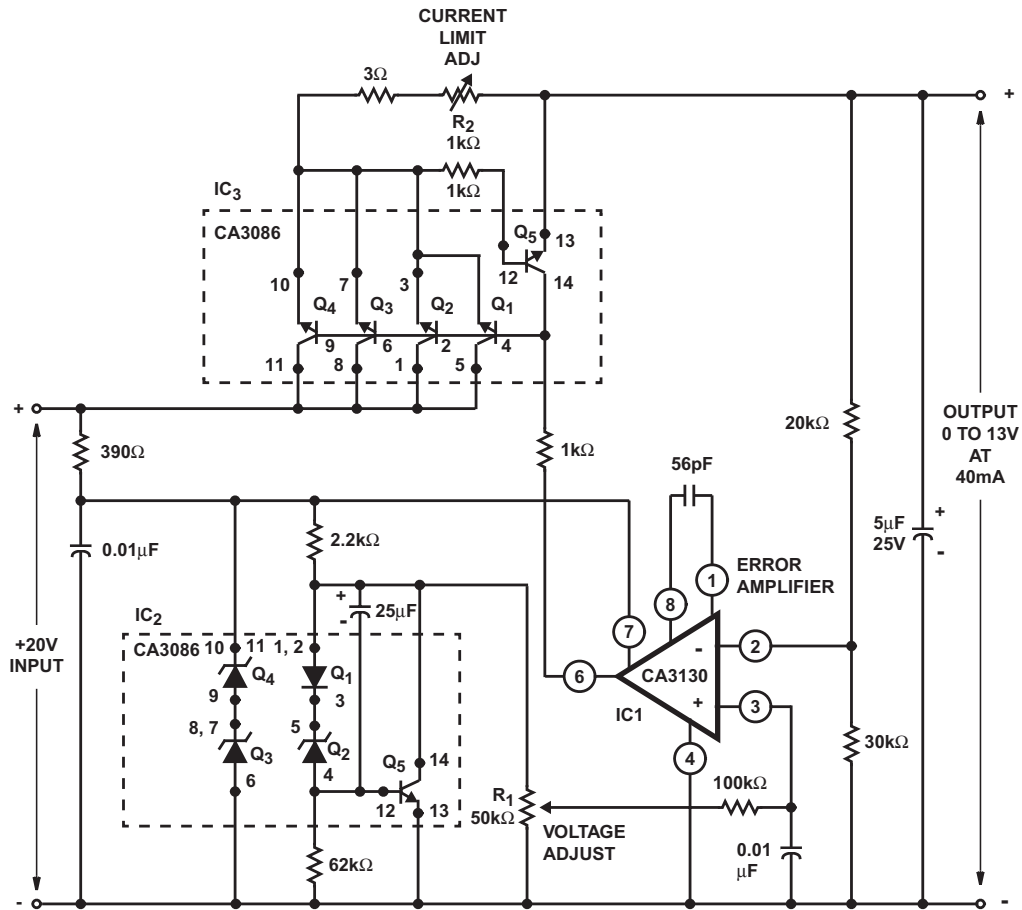 CURRENT
LIMIT
ADJ
3Ω
R2
1kΩ
1kΩ
+
IC3
CA3086
Q5
13
12
14
10
7
3
Q4
Q3
Q2
Q1
9
6
2
4
11
8
1
5
+
390Ω
1kΩ
20kΩ
OUTPUT
0 TO 13V
AT
40mA
56pF
5μF
25V
+
-
0.01μF
2.2kΩ
+
-
25μF
1
ERROR
AMPLIFIER
8
7
+20V
INPUT
IC2
CA3086
10
11
1, 2
Q4
Q1
9
3
8, 7
5
Q3
Q2
6
4
Q5
14
12
13
6
CA3130
-
+
2
3
IC1
4
30kΩ
100kΩ
R1
50kΩ
VOLTAGE
ADJUST
0.01
μF
62kΩ
-
-